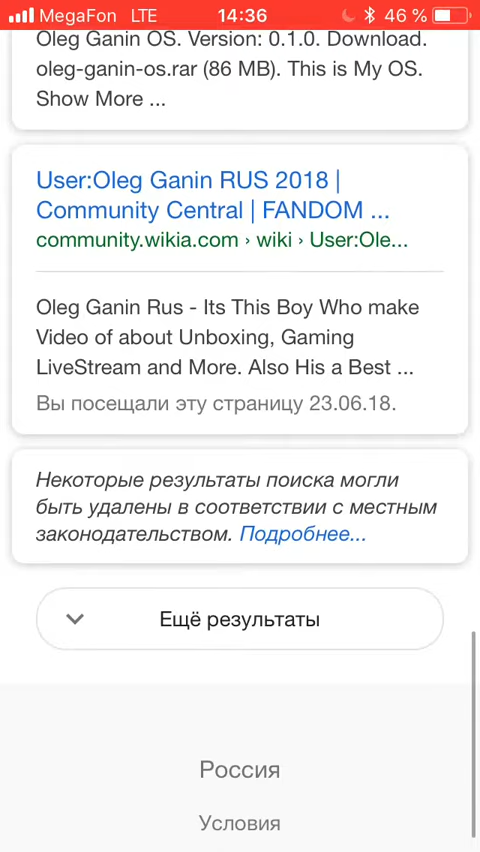 MegaFon LTE 14:36 46 %
Oleg Ganin OS. Version: 0.1.0. Download.
oleg-ganin-os.rar (86 MB). This is My OS.
Show More ...
User:Oleg Ganin RUS 2018 |
Community Central | FANDOM ...
community.wikia.com › wiki › User:Ole...
Oleg Ganin Rus - Its This Boy Who make
Video of about Unboxing, Gaming
LiveStream and More. Also His a Best ...
Вы посещали эту страницу 23.06.18.
Некоторые результаты поиска могли
быть удалены в соответствии с местным
законодательством. Подробнее...
Ещё результаты
Россия
Условия